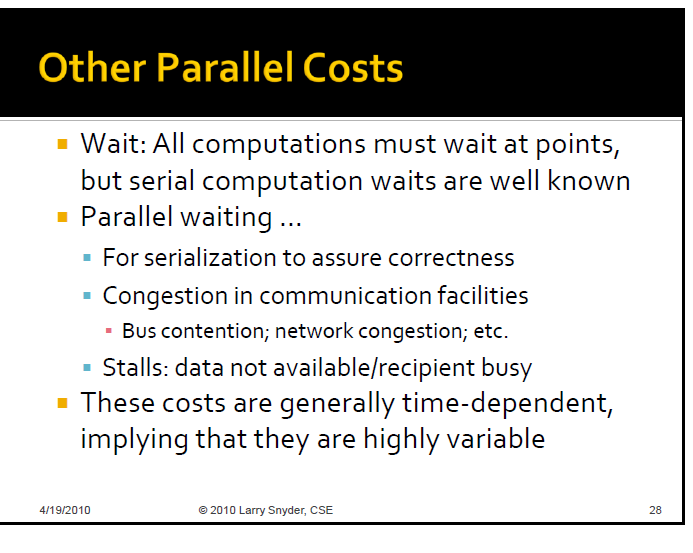 Other Parallel Costs
Wait: All computations must wait at points,
but serial computation waits are well known
Parallel waiting ...
For serialization to assure correctness
Congestion in communication facilities
Bus contention; network congestion; etc.
Stalls: data not available/recipient busy
These costs are generally time-dependent,
implying that they are highly variable
4/19/2010 © 2010 Larry Snyder, CSE 28